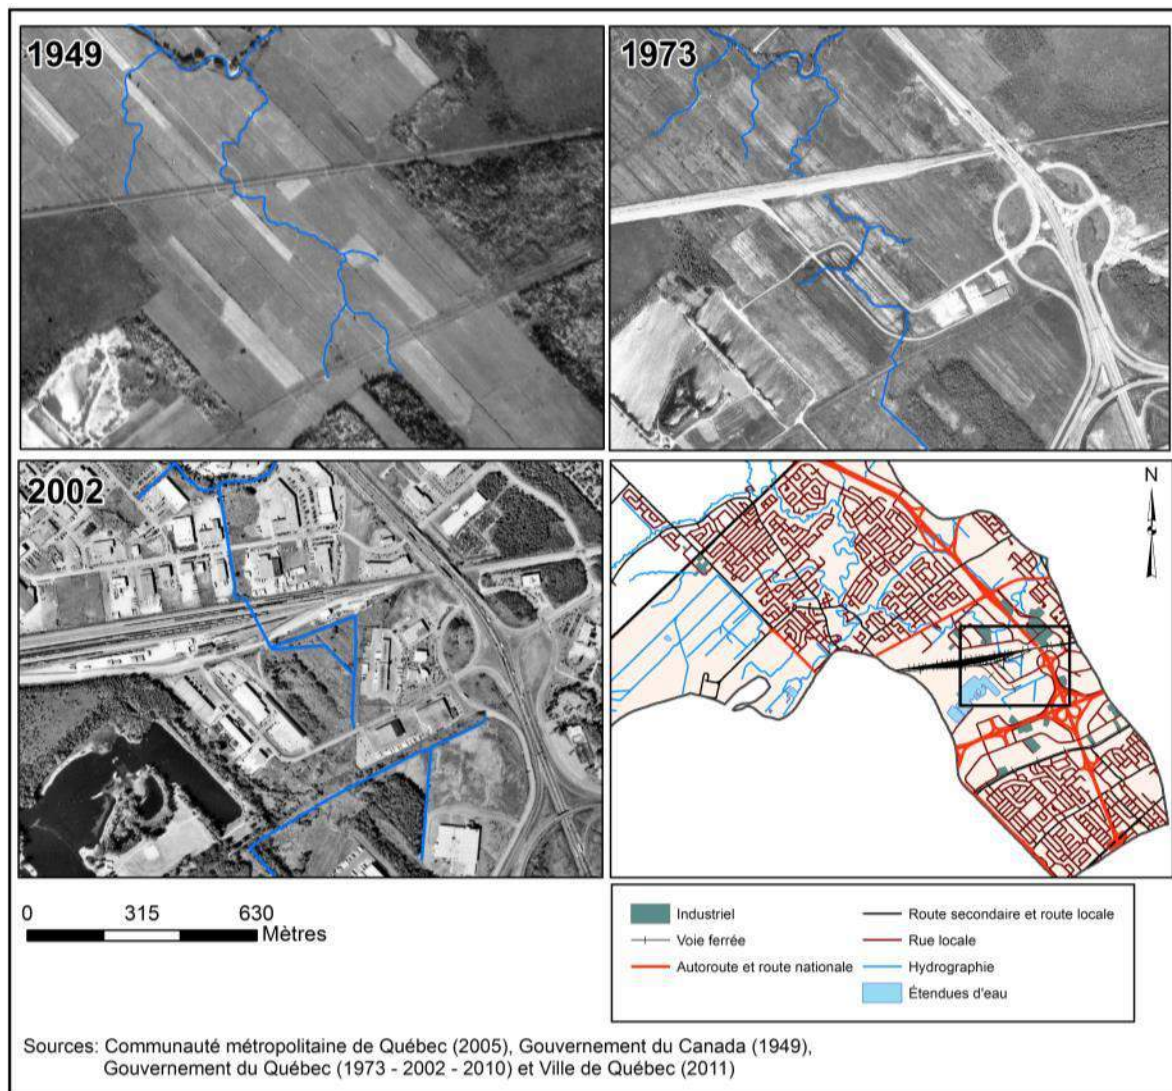 1949
1973
2002
N
0 315 630
Mètres
Industriel
Voie ferrée
Autoroute et route nationale
Route secondaire et route locale
Rue locale
Hydrographie
Étendues d'eau
Sources: Communauté métropolitaine de Québec (2005), Gouvernement du Canada (1949),
Gouvernement du Québec (1973 - 2002 - 2010) et Ville de Québec (2011)